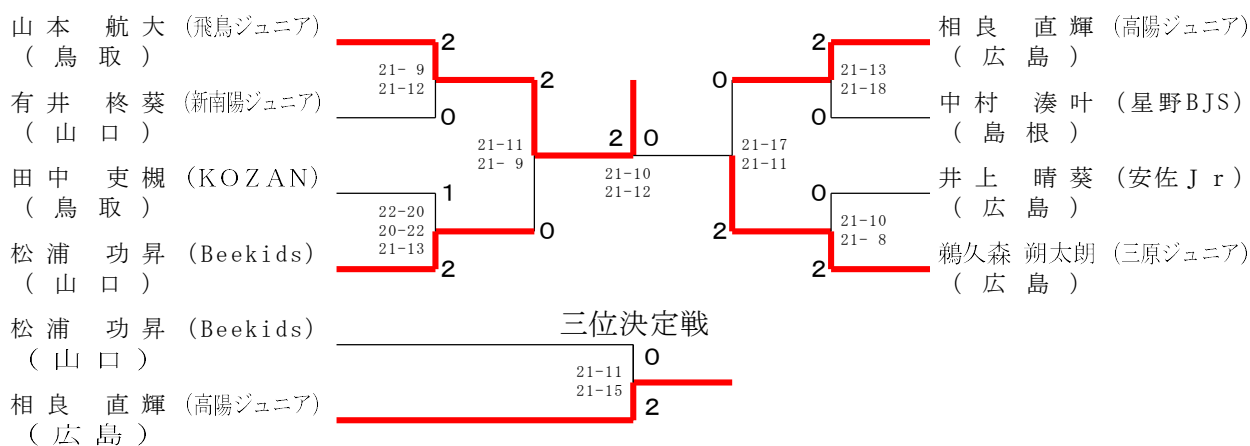 山本 航大 (飛鳥ジュニア)
(鳥取)
有井 柊葵 (新南陽ジュニア)
(山口)
田中 吏槻 (KOZAN)
(鳥取)
松浦 功昇 (Beekids)
(山口)
2
21- 9
21-12
0
1
22-20
20-22
21-13
2
2
21-11
21- 9
0
2 0
21-10
21-12
0
21-17
21-11
2
2
21-13
21-18
0
0
21-10
21- 8
2
相良 直輝 (高陽ジュニア)
(広島)
中村 湊叶 (星野BJS)
(島根)
井上 晴葵 (安佐Jr)
(広島)
鵜久森 朔太朗 (三原ジュニア)
(広島)
三位決定戦
松浦 功昇 (Beekids)
(山口)
相良 直輝 (高陽ジュニア)
(広島)
0
21-11
21-15
2